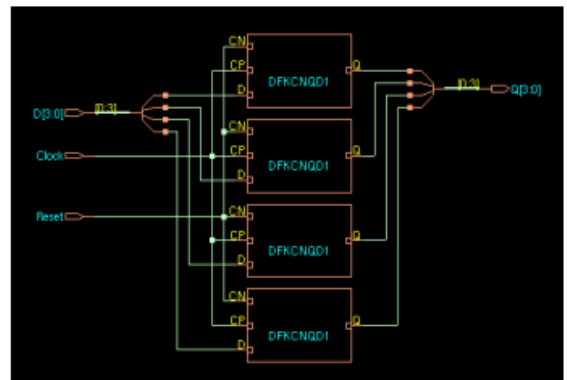 CN
CP Q
DFKCNQD1
D
[0:3] [0:3]
D[3:0] Q[3:0]
CN
Clock CP Q
DFKCNQD1
D
Reset CN
CP Q
DFKCNQD1
D
CN
CP Q
DFKCNQD1
D